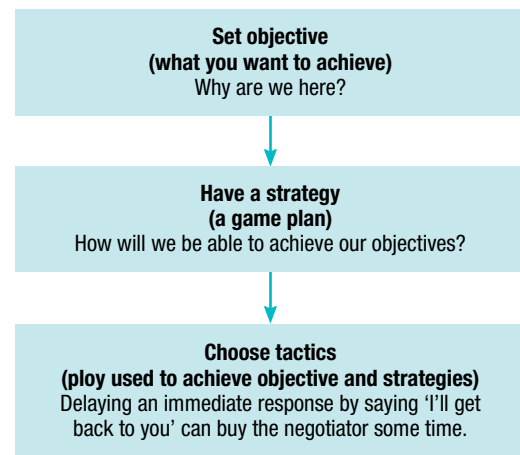 Set objective
(what you want to achieve)
Why are we here?
Have a strategy
(a game plan)
How will we be able to achieve our objectives?
Choose tactics
(ploy used to achieve objective and strategies)
Delaying an immediate response by saying ‘I’ll get
back to you’ can buy the negotiator some time.